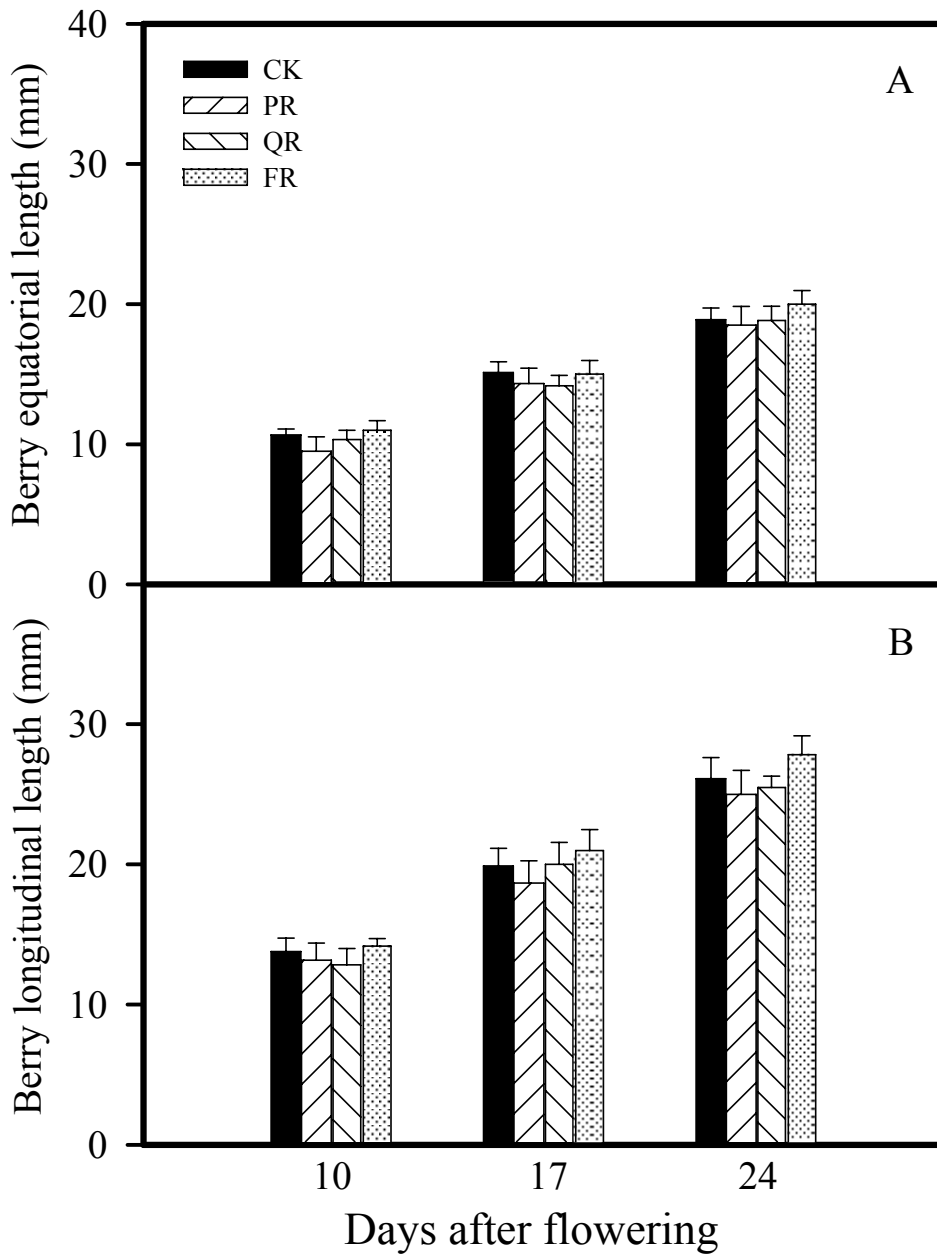 Berry equatorial length (mm)
40
30
20
10
0
CK
PR
QR
FR
A
Berry longitudinal length (mm)
30
20
10
0
B
10 17 24
Days after flowering